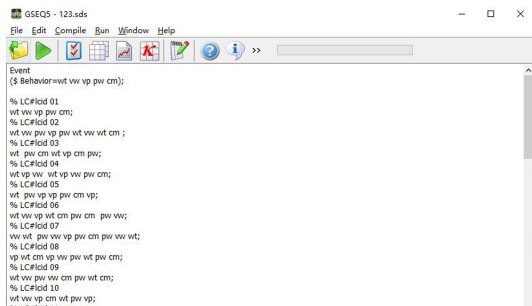 GSEQ5 - 123.sds
File Edit Compile Run Window Help
>>
Event
($ Behavior=wt vw vp pw cm);
% LC#lcid 01
wt vw vp pw cm;
% LC#lcid 02
wt vw pw vp pw wt vw wt cm ;
% LC#lcid 03
wt  pw cm wt vp cm pw;
% LC#lcid 04
wt vp vw  wt vp vw pw cm;
% LC#lcid 05
wt  pw vp vp pw cm vp;
% LC#lcid 06
wt vw vp wt cm pw cm  pw vw;
% LC#lcid 07
vw wt  pw vw vp pw cm pw vw wt;
% LC#lcid 08
vp wt cm vp vw pw wt pw cm;
% LC#lcid 09
wt vw pw vw cm pw wt cm;
% LC#lcid 10
wt vw vp cm wt pw vp;